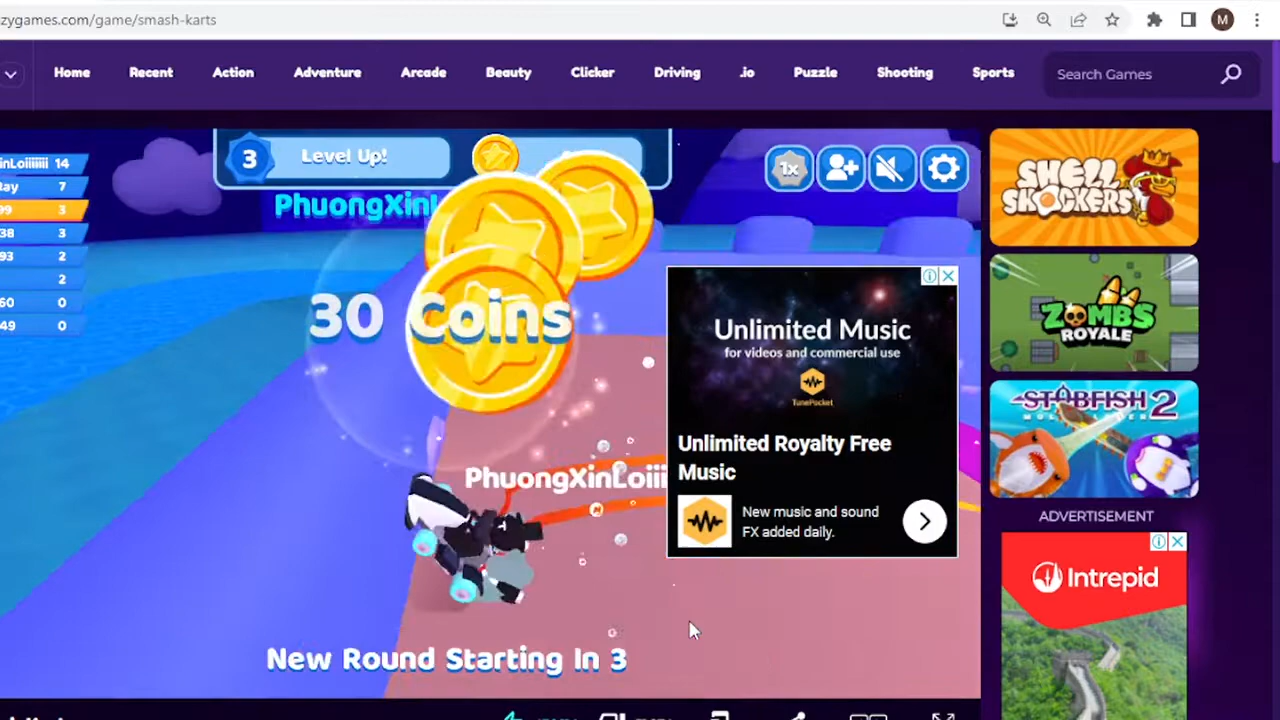 zygames.com/game/smash-karts
M
Home Recent Action Adventure Arcade Beauty Clicker Driving .io Puzzle Shooting Sports Search Games
inLoiiiiiii 14
ay 7
99 3
38 3
93 2
2
60 0
49 0
3 Level Up!
1x
PhuongXinL
30 Coins
PhuongXinLoiii
New Round Starting In 3
Unlimited Music
for videos and commercial use
TunePocket
Unlimited Royalty Free
Music
New music and sound
FX added daily.
SHELL
SHOCKERS
ZOMBS
ROYALE
STABFISH 2
ADVERTISEMENT
Intrepid